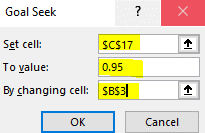 Goal Seek ? ×
Set cell: $C$17
To value: 0.95
By changing cell: $B$3
OK Cancel